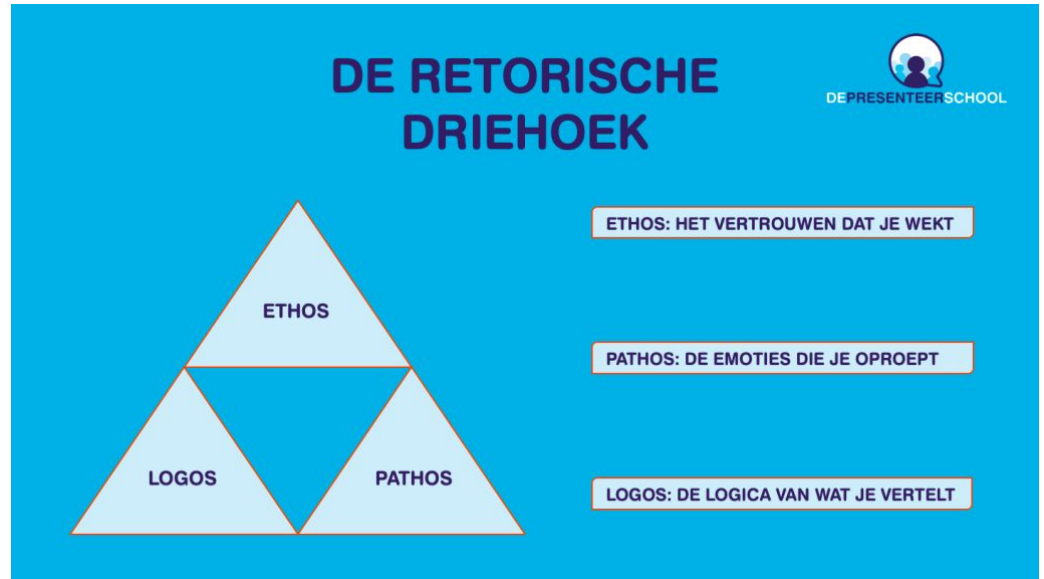 DE RETORISCHE
DRIEHOEK
DEPRESENTEERSCHOOL
ETHOS
LOGOS
PATHOS
ETHOS: HET VERTROUWEN DAT JE WEKT
PATHOS: DE EMOTIES DIE JE OPROEPT
LOGOS: DE LOGICA VAN WAT JE VERTELT